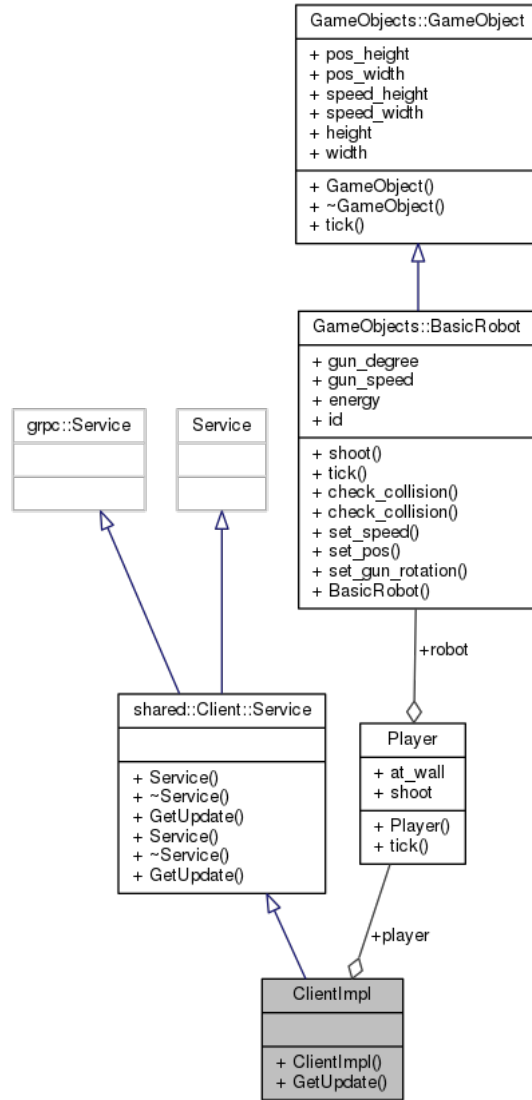 GameObjects::GameObject
+ pos_height
+ pos_width
+ speed_height
+ speed_width
+ height
+ width
+ GameObject()
+ ~GameObject()
+ tick()
GameObjects::BasicRobot
+ gun_degree
+ gun_speed
+ energy
+ id
+ shoot()
+ tick()
+ check_collision()
+ check_collision()
+ set_speed()
+ set_pos()
+ set_gun_rotation()
+ BasicRobot()
grpc::Service
Service
+robot
shared::Client::Service
+ Service()
+ ~Service()
+ GetUpdate()
+ Service()
+ ~Service()
+ GetUpdate()
Player
+ at_wall
+ shoot
+ Player()
+ tick()
+player
ClientImpl
+ ClientImpl()
+ GetUpdate()